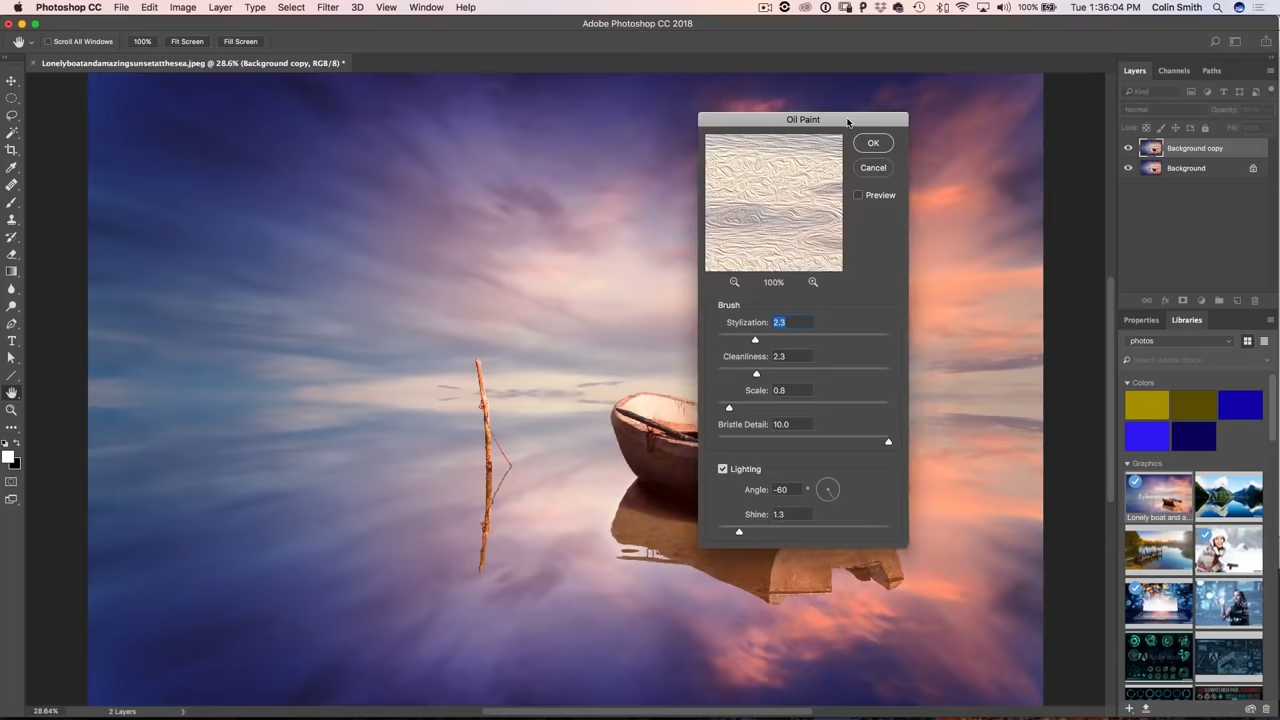 Photoshop CC File Edit Image Layer Type Select Filter 3D View Window Help 100% Tue 1:36:04 PM Colin Smith
Adobe Photoshop CC 2018
Scroll All Windows 100% Fit Screen Fill Screen
Lonelyboatandamazingsunsetatthesea.jpeg @ 28.6% (Background copy, RGB/8) *
Layers Channels Paths
Kind
Normal Opacity:
Lock: Fill:
Background copy
Background
Oil Paint
OK
Cancel
Preview
100%
Brush
Stylization: 2.3
Cleanliness: 2.3
Scale: 0.8
Bristle Detail: 10.0
Lighting
Angle: -60 °
Shine: 1.3
Properties Libraries
photos
Search Adobe Stock
Colors
Graphics
Lonely boat and a...
28.64% 2 Layers